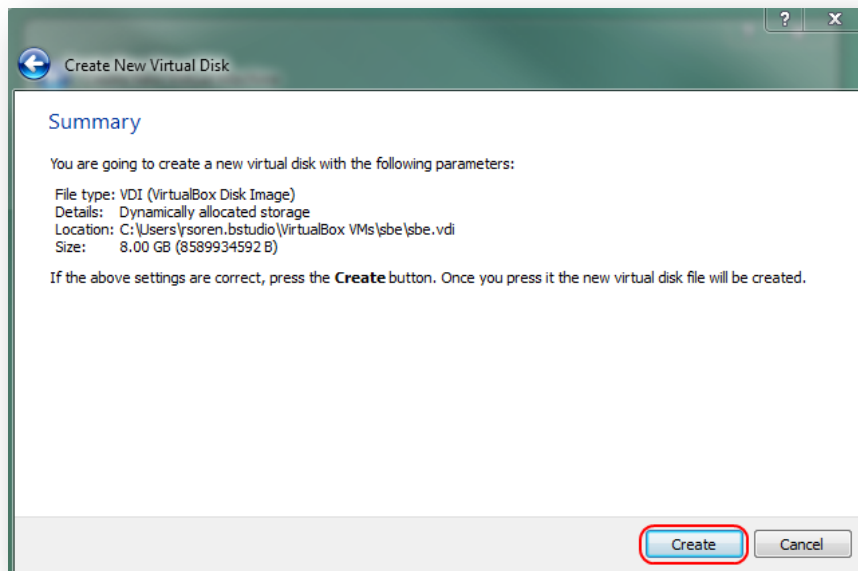 ? X
Create New Virtual Disk
Summary
You are going to create a new virtual disk with the following parameters:
File type: VDI (VirtualBox Disk Image)
Details: Dynamically allocated storage
Location: C:\Users\rsoren.bstudio\VirtualBox VMs\sbe\sbe.vdi
Size: 8.00 GB (8589934592 B)
If the above settings are correct, press the Create button. Once you press it the new virtual disk file will be created.
Create Cancel